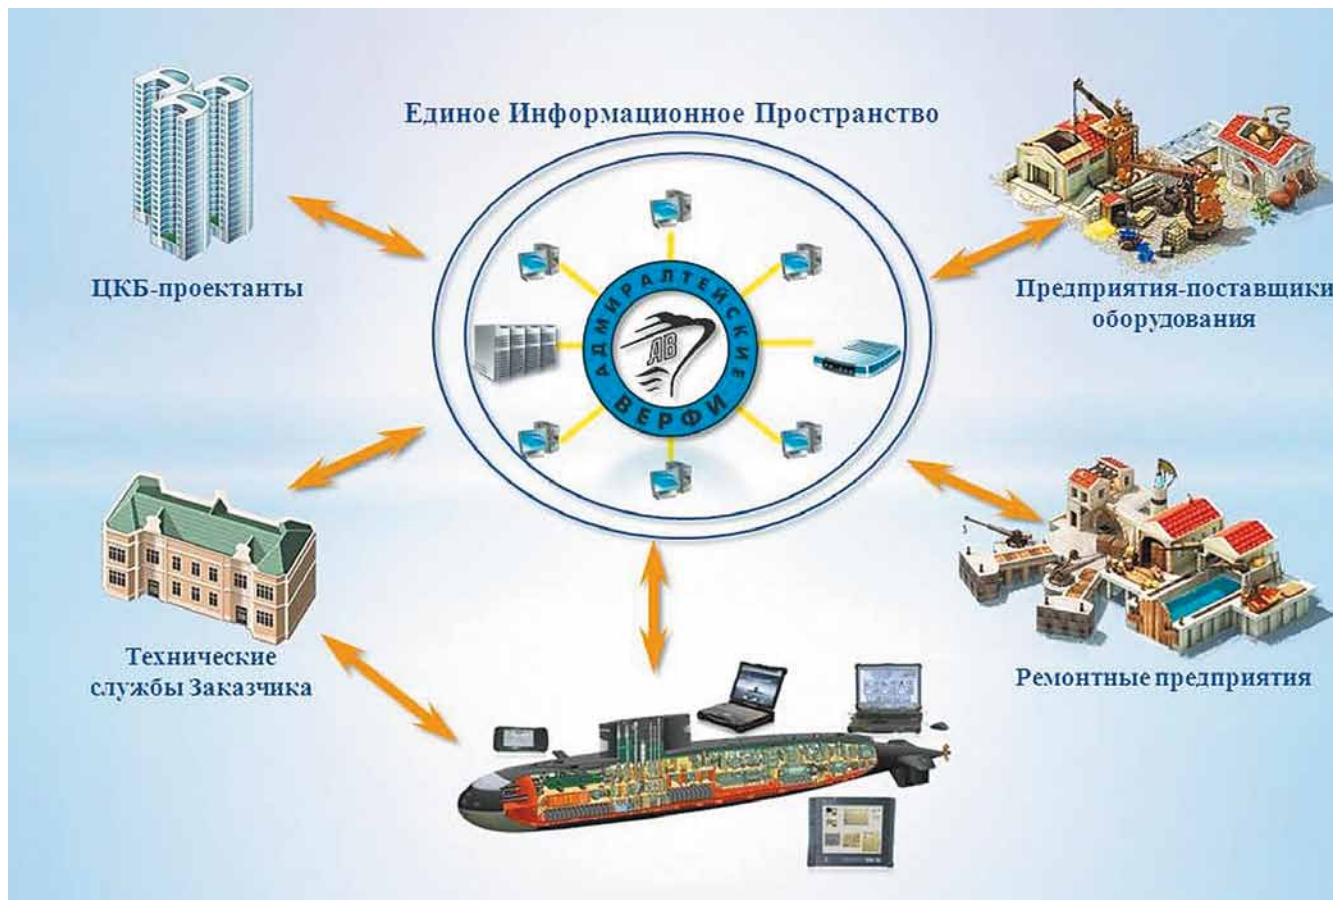 Единое Информационное Пространство
ЦКБ-проектанты
Предприятия-поставщики
оборудования
АДМИРАЛТЕЙСКИЕ
АВ
ВЕРФИ
Технические
службы Заказчика
Ремонтные предприятия